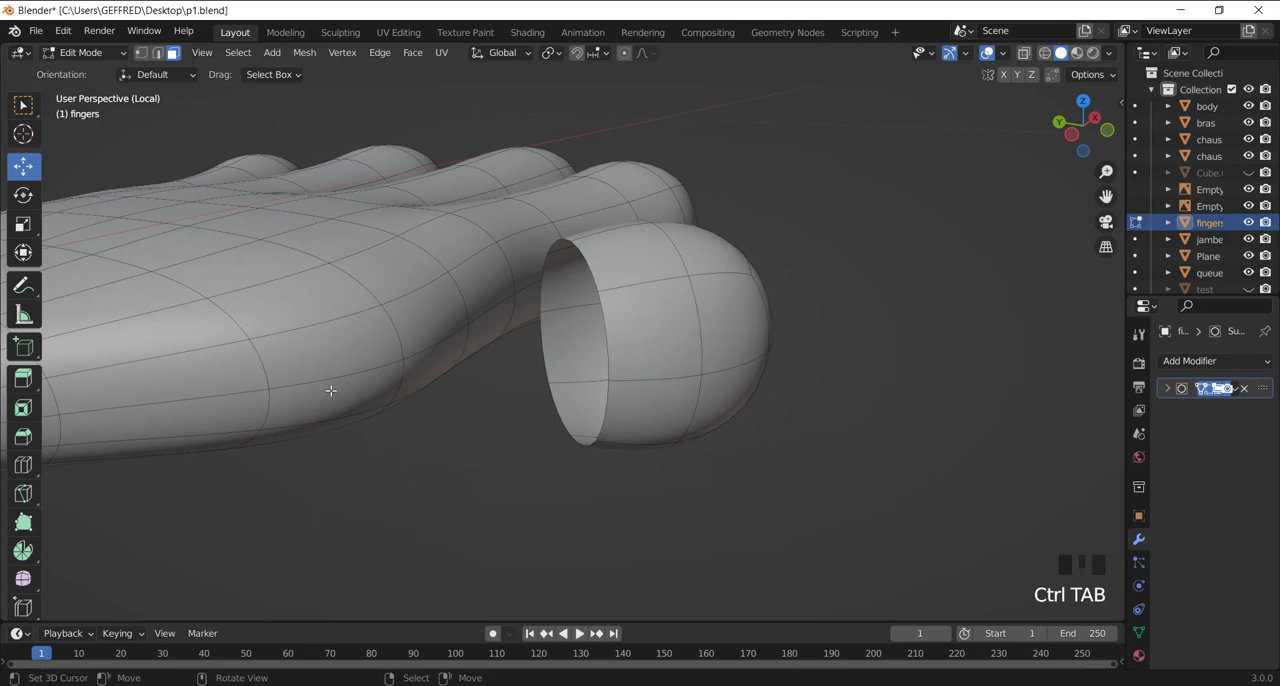 Blender* [C:\Users\GEFFRED\Desktop\p1.blend]
File Edit Render Window Help Layout Modeling Sculpting UV Editing Texture Paint Shading Animation Rendering Compositing Geometry Nodes Scripting + Scene ViewLayer
Edit Mode View Select Add Mesh Vertex Edge Face UV Global
Orientation: Default Drag: Select Box X Y Z Options
User Perspective (Local)
(1) fingers
Z
Y
X
Scene Collecti
Collection
body
bras
chaus
chaus
Cube.
Empty
Empty
fingers
jambe
Plane
queue
test
fi... > Su...
Add Modifier
Ctrl TAB
Playback Keying View Marker 1 Start 1 End 250
1 10 20 30 40 50 60 70 80 90 100 110 120 130 140 150 160 170 180 190 200 210 220 230 240 250
Set 3D Cursor Move Rotate View Select Move 3.0.0